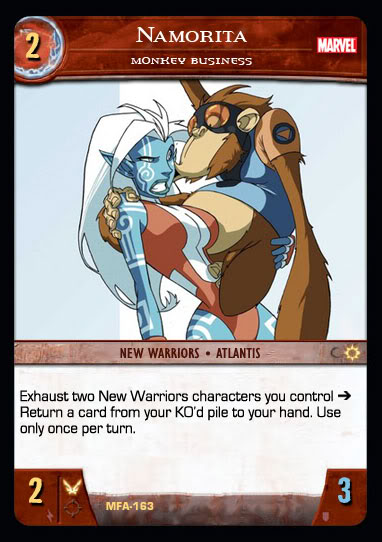 2
NAMORITA
MARVEL
MONKEY BUSINESS
NEW WARRIORS • ATLANTIS
C
Exhaust two New Warriors characters you control ➔
Return a card from your KO'd pile to your hand. Use
only once per turn.
2
MFA-163
3